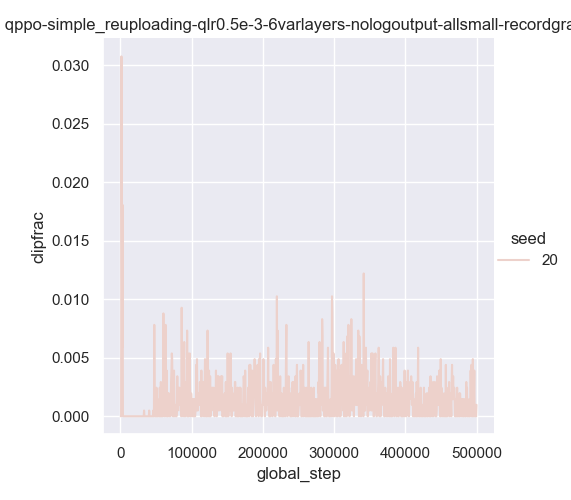 qppo-simple_reuploading-qlr0.5e-3-6varlayers-nologoutput-allsmall-recordgra
0.030
0.025
0.020
0.015
0.010
0.005
0.000
dipfrac
0 100000 200000 300000 400000 500000
global_step
seed
20